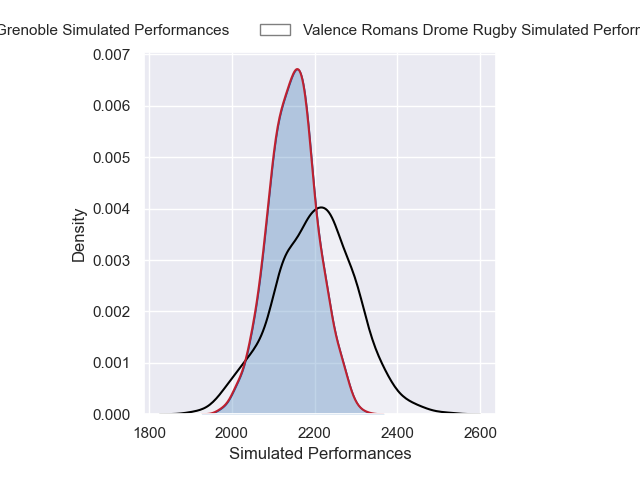 Grenoble Simulated Performances
Valence Romans Drome Rugby Simulated Perfor
0.007
0.006
0.005
0.004
0.003
0.002
0.001
0.000
Density
1800 2000 2200 2400 2600
Simulated Performances